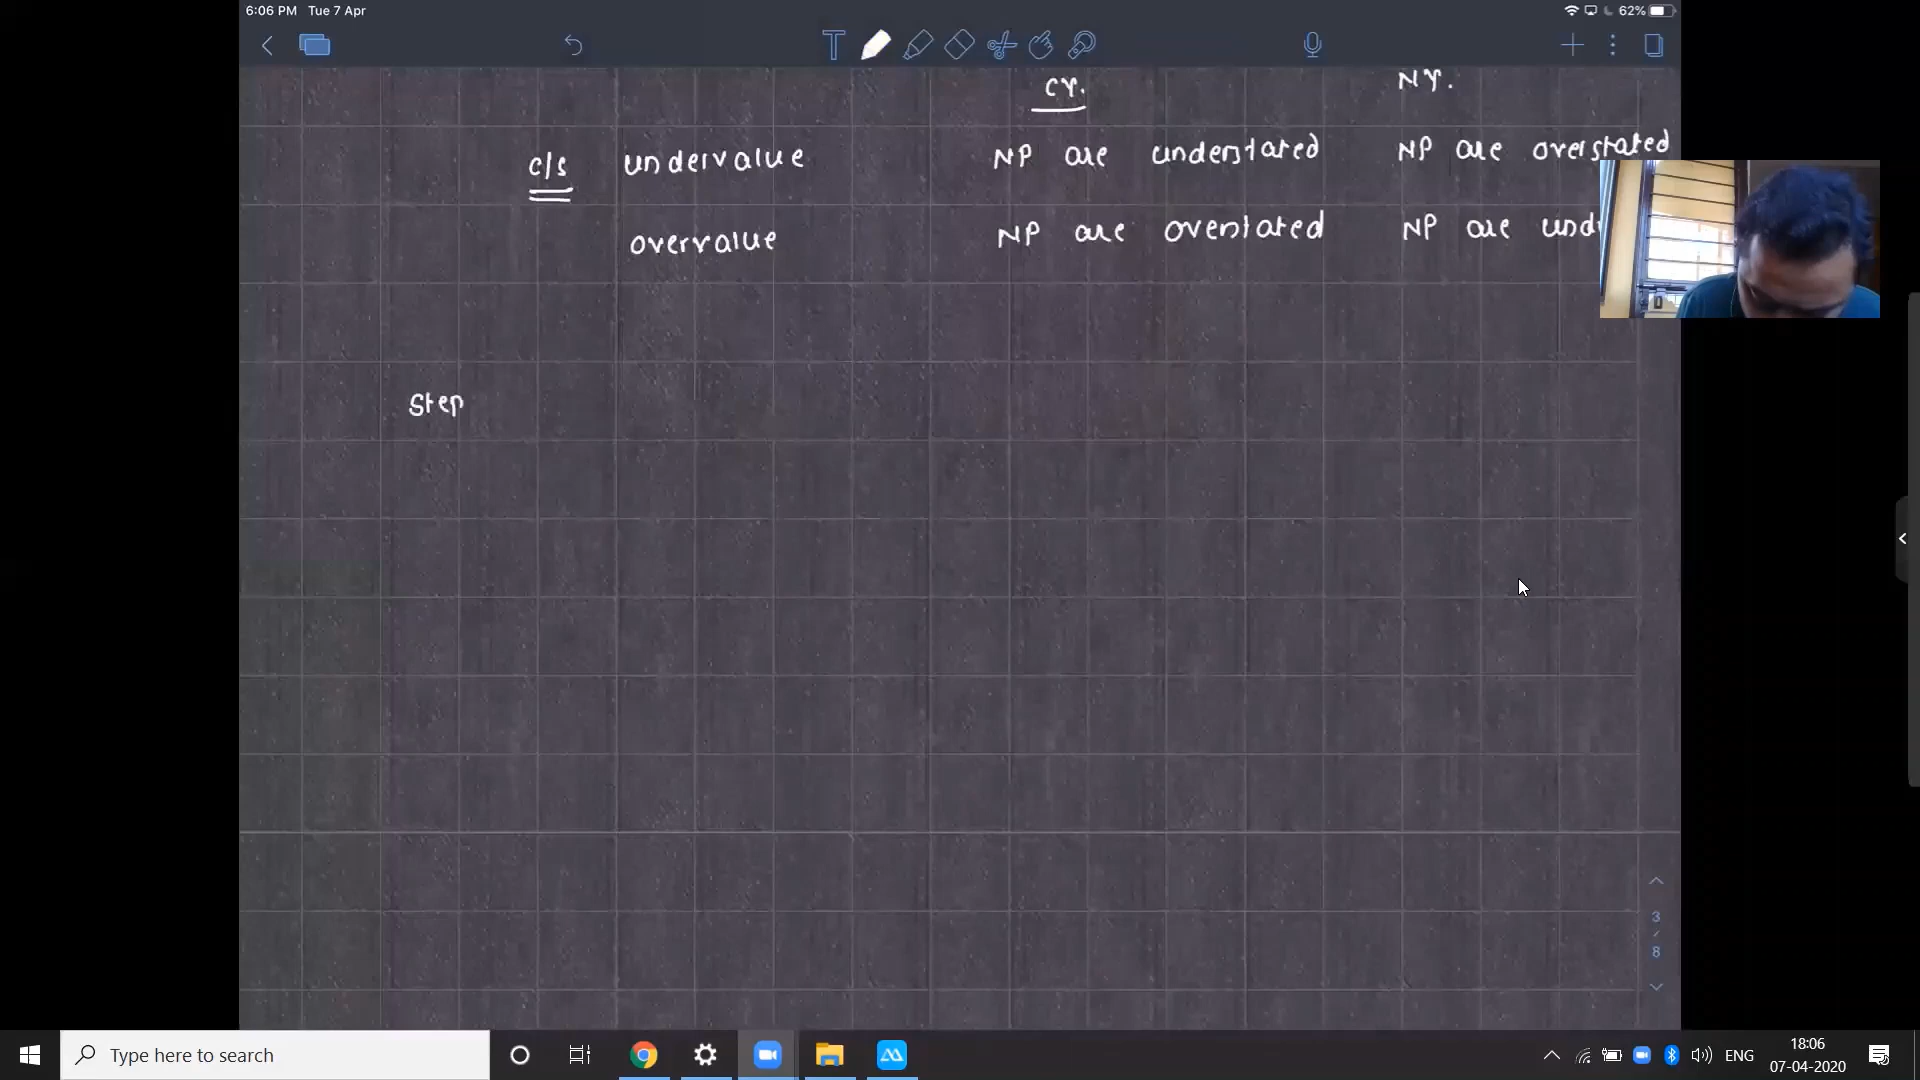 6:06 PM Tue 7 Apr 62%
CY. NY.
c/s undervalue NP are understated NP are overstated
overvalue NP are overstated NP are und
Step
3
8
Type here to search
ENG 18:06
07-04-2020